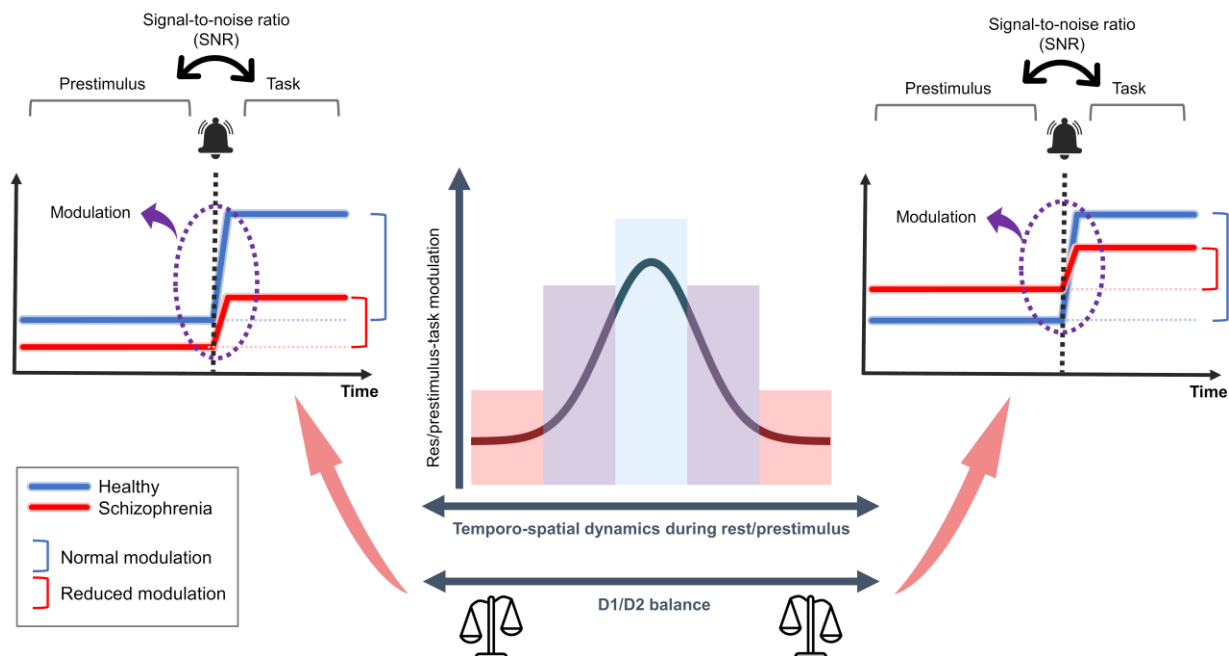 Signal-to-noise ratio
(SNR)
Prestimulus
Task
Modulation
Time
Res/prestimulus-task modulation
Temporo-spatial dynamics during rest/prestimulus
D1/D2 balance
Signal-to-noise ratio
(SNR)
Prestimulus
Task
Modulation
Time
Healthy
Schizophrenia
Normal modulation
Reduced modulation